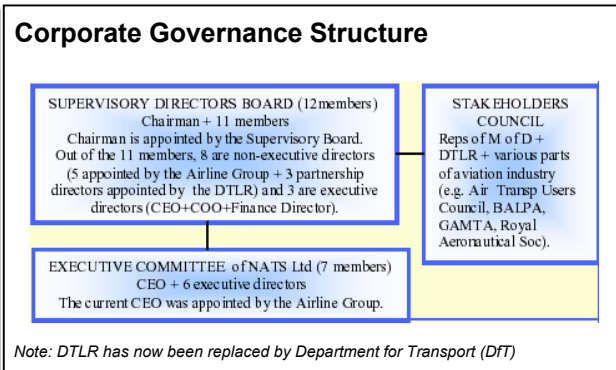 Corporate Governance Structure
SUPERVISORY DIRECTORS BOARD (12members)
Chairman + 11 members
Chairman is appointed by the Supervisory Board.
Out of the 11 members, 8 are non-executive directors
(5 appointed by the Airline Group + 3 partnership
directors appointed by the DTLR) and 3 are executive
directors (CEO+COO+Finance Director).
STAKEHOLDERS
COUNCIL
Reps of M of D +
DTLR + various parts
of aviation industry
(e.g. Air Transp Users
Council, BALPA,
GAMTA, Royal
Aeronautical Soc).
EXECUTIVE COMMITTEE of NATS Ltd (7 members)
CEO + 6 executive directors
The current CEO was appointed by the Airline Group.
Note: DTLR has now been replaced by Department for Transport (DfT)